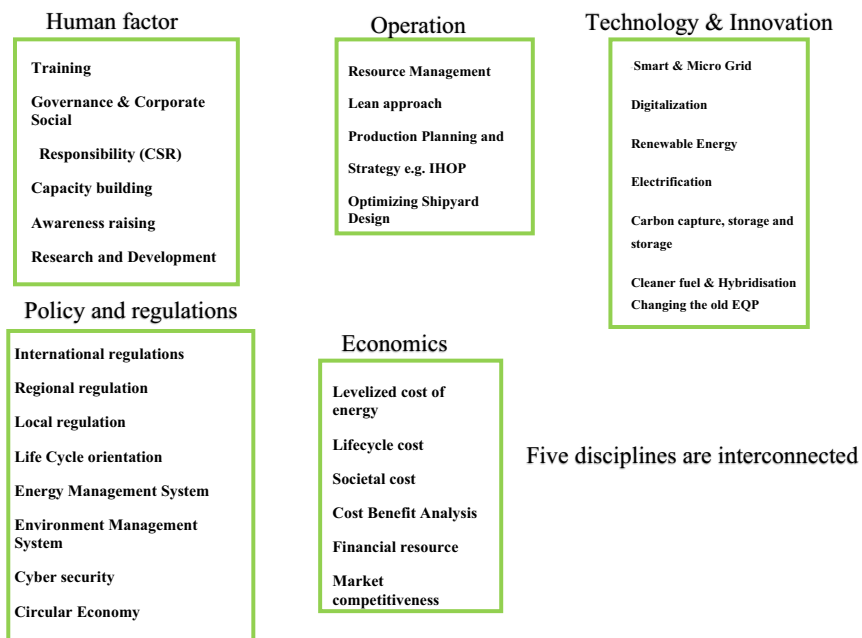 Human factor
Training
Governance & Corporate
Social
Responsibility (CSR)
Capacity building
Awareness raising
Research and Development
Operation
Resource Management
Lean approach
Production Planning and
Strategy e.g. IHOP
Optimizing Shipyard
Design
Technology & Innovation
Smart & Micro Grid
Digitalization
Renewable Energy
Electrification
Carbon capture, storage and
storage
Cleaner fuel & Hybridisation
Changing the old EQP
Policy and regulations
International regulations
Regional regulation
Local regulation
Life Cycle orientation
Energy Management System
Environment Management
System
Cyber security
Circular Economy
Economics
Levelized cost of
energy
Lifecycle cost
Societal cost
Cost Benefit Analysis
Financial resource
Market
competitiveness
Five disciplines are interconnected